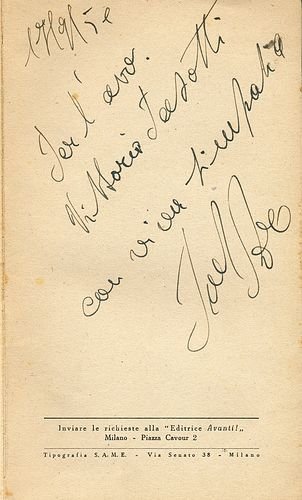 Per l'avv.
Vittorio Jasotti
con viva simpatia
Inviare le richieste alla "Editrice Avanti!„
Milano - Piazza Cavour 2
Tipografia S. A. M. E. - Via Senato 38 - Milano